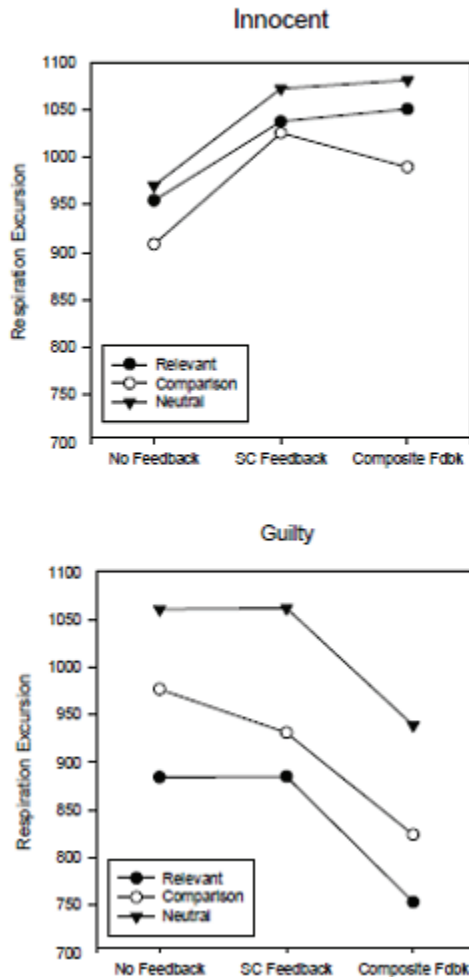 Innocent
1100
1050
1000
950
900
850
800
750
700
Respiration Excursion
Relevant
Comparison
Neutral
No Feedback SC Feedback Composite Fdbk
Guilty
1100
1050
1000
950
900
850
800
750
700
Respiration Excursion
Relevant
Comparison
Neutral
No Feedback SC Feedback Composite Fdbk